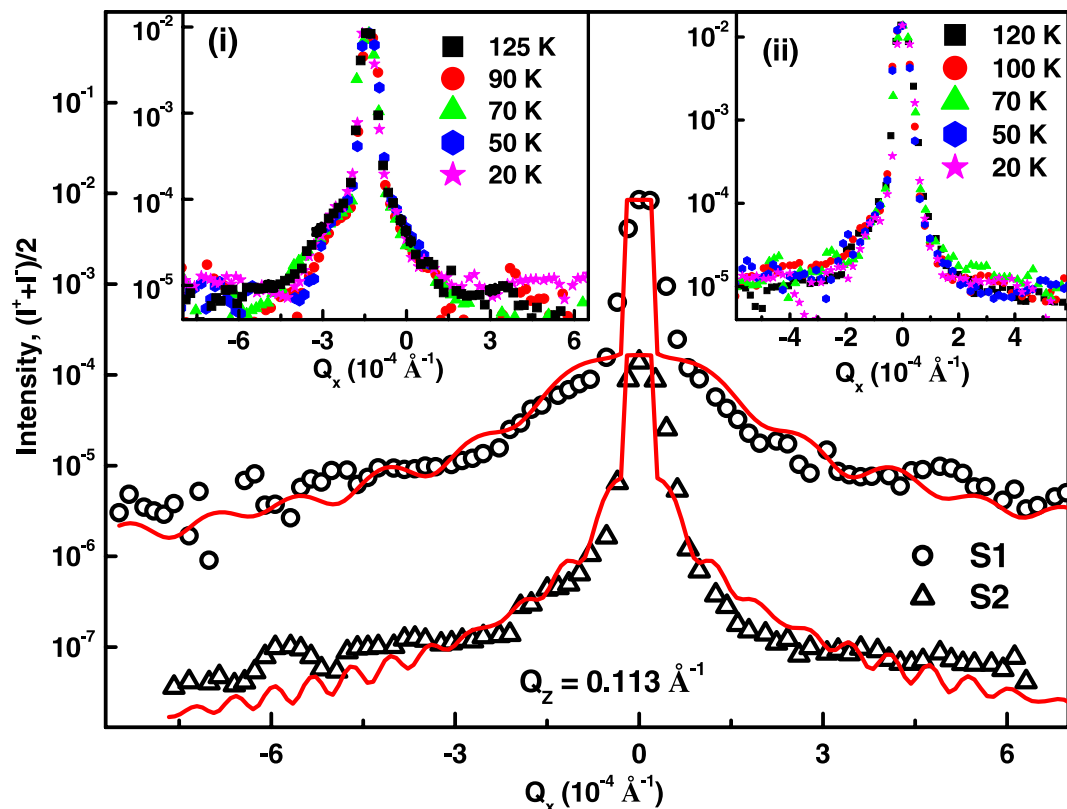 (i)
125 K
90 K
70 K
50 K
20 K
10⁻²
10⁻³
10⁻⁴
10⁻⁵
-6 -3 0 3 6
Qₓ (10⁻⁴ Å⁻¹)
(ii)
120 K
100 K
70 K
50 K
20 K
10⁻²
10⁻³
10⁻⁴
10⁻⁵
-4 -2 0 2 4
Qₓ (10⁻⁴ Å⁻¹)
Intensity, (I⁺+I⁻)/2
10⁻¹
10⁻²
10⁻³
10⁻⁴
10⁻⁵
10⁻⁶
10⁻⁷
S1
S2
Q_Z = 0.113 Å⁻¹
-6 -3 0 3 6
Qₓ (10⁻⁴ Å⁻¹)